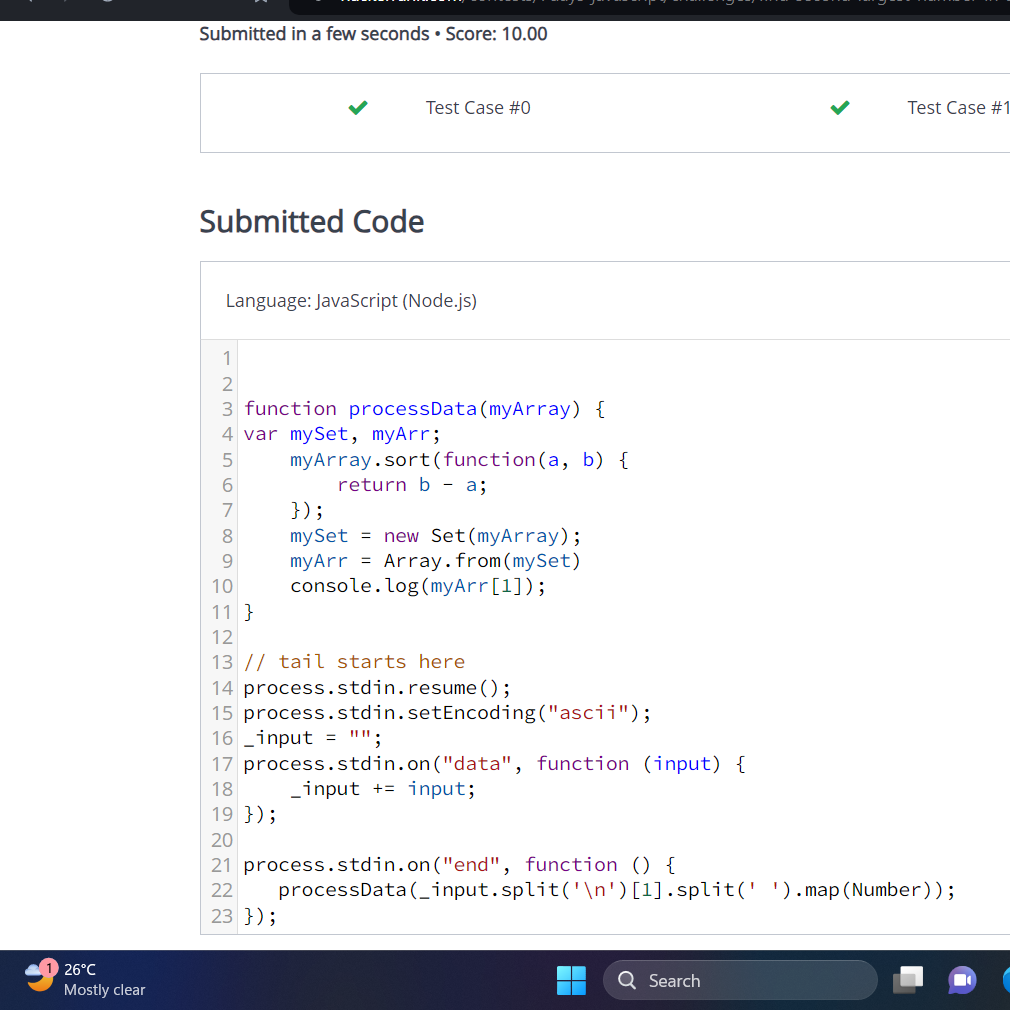 Submitted in a few seconds • Score: 10.00
Test Case #0
Test Case #1
Submitted Code
Language: JavaScript (Node.js)
1
2
3 function processData(myArray) {
4 var mySet, myArr;
5     myArray.sort(function(a, b) {
6         return b - a;
7     });
8     mySet = new Set(myArray);
9     myArr = Array.from(mySet)
10     console.log(myArr[1]);
11 }
12
13 // tail starts here
14 process.stdin.resume();
15 process.stdin.setEncoding("ascii");
16 _input = "";
17 process.stdin.on("data", function (input) {
18     _input += input;
19 });
20
21 process.stdin.on("end", function () {
22    processData(_input.split('\n')[1].split(' ').map(Number));
23 });
1
26°C
Mostly clear
Search